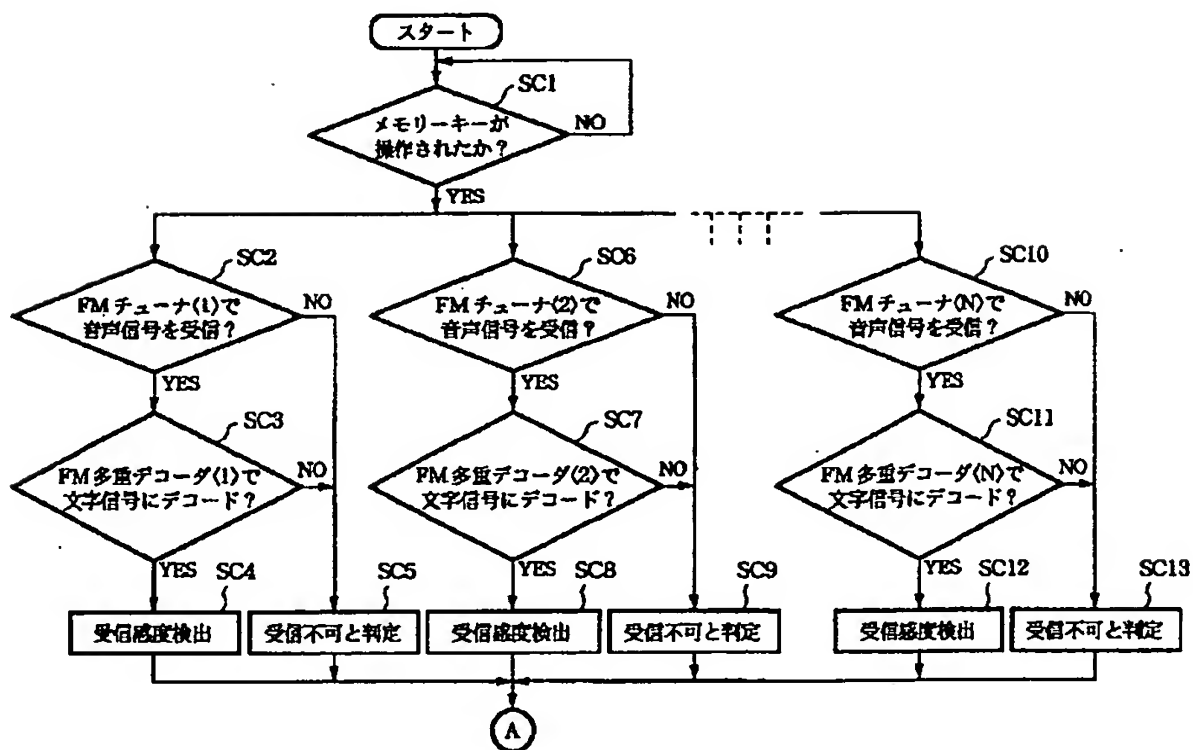 スタート
SC1
メモリーキーが
操作されたか？
NO
YES
SC2
SC6
SC10
FMチューナ(1)で
音声信号を受信？
NO
FMチューナ(2)で
音声信号を受信？
NO
FMチューナ(N)で
音声信号を受信？
NO
YES
YES
YES
SC3
SC7
SC11
FM多重デコーダ(1)で
文字信号にデコード？
NO
FM多重デコーダ(2)で
文字信号にデコード？
NO
FM多重デコーダ(N)で
文字信号にデコード？
NO
YES
SC4
SC5
YES
SC8
SC9
YES
SC12
SC13
受信感度検出
受信不可と判定
受信感度検出
受信不可と判定
受信感度検出
受信不可と判定
A